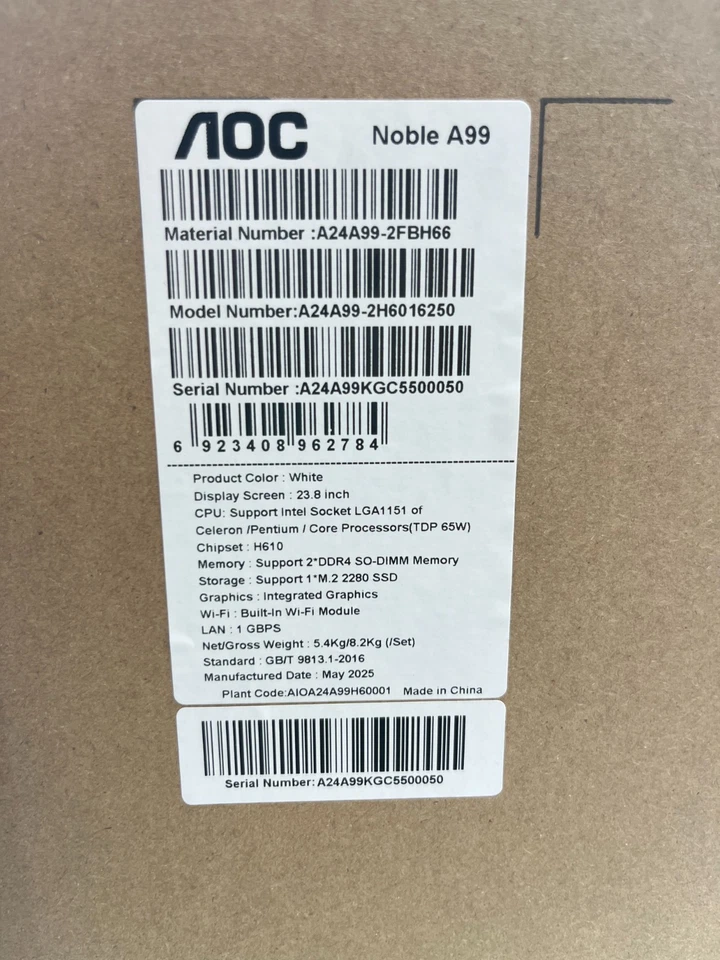 AOC
Noble A99
Material Number :A24A99-2FBH66
Model Number:A24A99-2H6016250
Serial Number :A24A99KGC5500050
6 923408 962784
Product Color : White
Display Screen : 23.8 inch
CPU: Support Intel Socket LGA1151 of
Celeron /Pentium / Core Processors(TDP 65W)
Chipset : H610
Memory : Support 2*DDR4 SO-DIMM Memory
Storage : Support 1*M.2 2280 SSD
Graphics : Integrated Graphics
Wi-Fi : Built-In Wi-Fi Module
LAN : 1 GBPS
Net/Gross Weight : 5.4Kg/8.2Kg (/Set)
Standard : GB/T 9813.1-2016
Manufactured Date : May 2025
Plant Code:AIOA24A99H60001 Made in China
Serial Number: A24A99KGC5500050